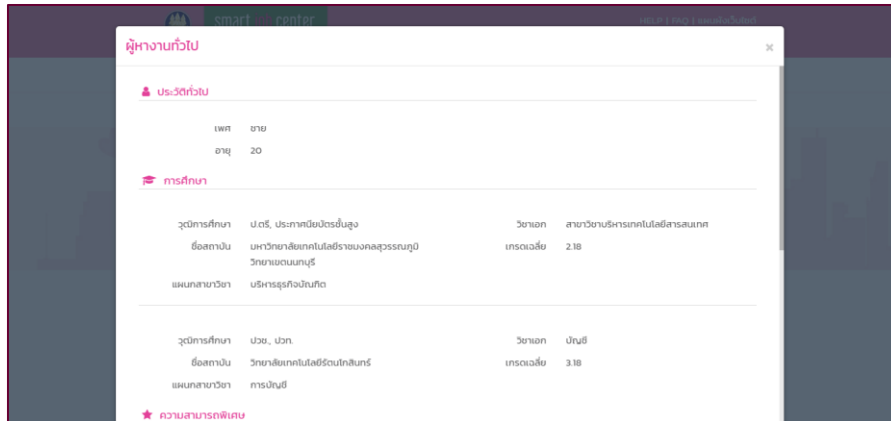 smart job center
HELP | FAQ | แผนผังเว็บไซต์
ผู้หางานทั่วไป
×
ประวัติทั่วไป
เพศ ชาย
อายุ 20
การศึกษา
วุฒิการศึกษา ป.ตรี, ประกาศนียบัตรชั้นสูง วิชาเอก สาขาวิชาบริหารเทคโนโลยีสารสนเทศ
ชื่อสถาบัน มหาวิทยาลัยเทคโนโลยีราชมงคลสุวรรณภูมิ เกรดเฉลี่ย 2.18
วิทยาเขตนนทบุรี
แผนกสาขาวิชา บริหารธุรกิจบัณฑิต
วุฒิการศึกษา ปวช., ปวท. วิชาเอก บัญชี
ชื่อสถาบัน วิทยาลัยเทคโนโลยีรัตนโกสินทร์ เกรดเฉลี่ย 3.18
แผนกสาขาวิชา การบัญชี
ความสามารถพิเศษ